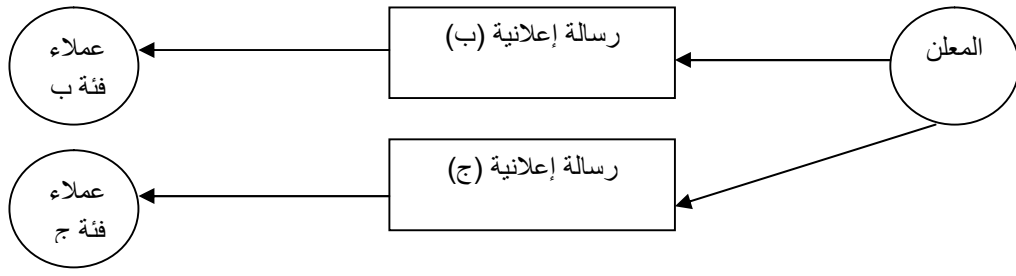 المعلن
رسالة إعلانية (ب)
عملاء
فئة ب
رسالة إعلانية (ج)
عملاء
فئة ج